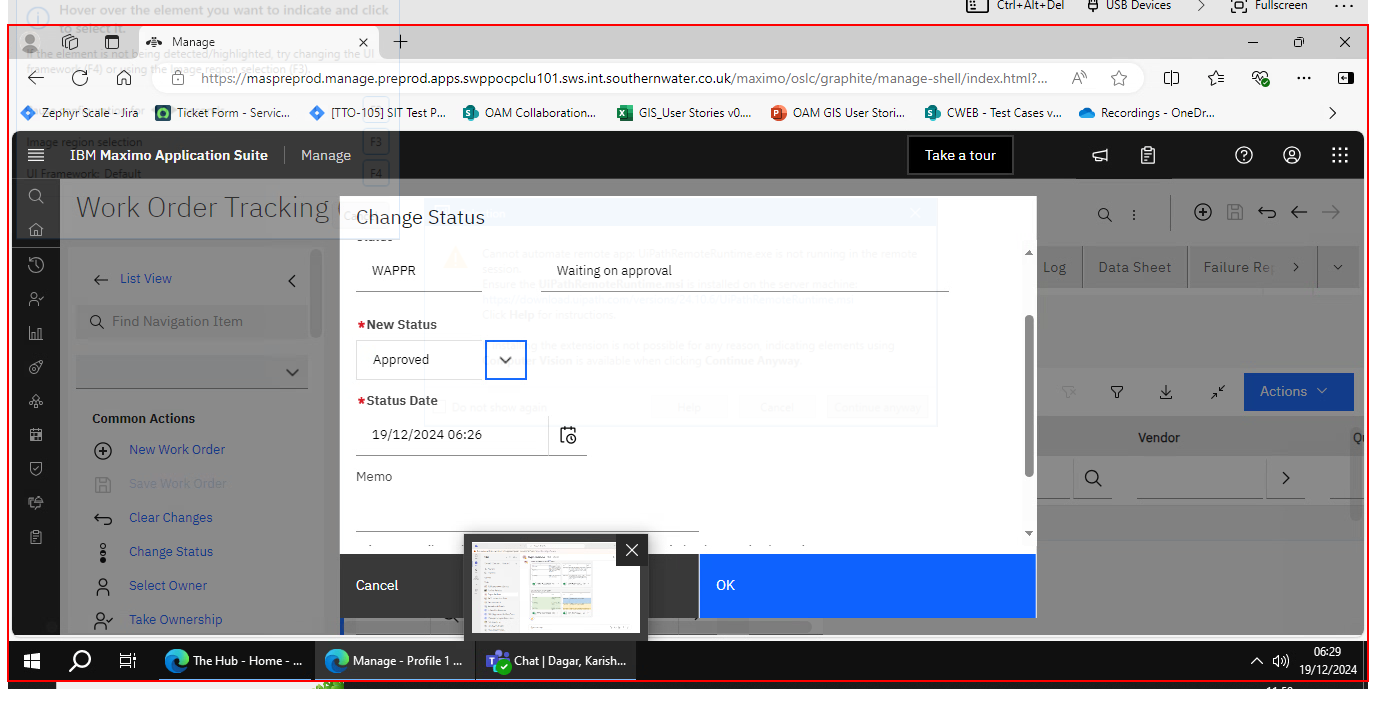 Hover over the element you want to indicate and click
to select it.
Ctrl+Alt+Del
USB Devices
Fullscreen
Manage
If the element is not being detected/highlighted, try changing the UI
framework (F4) or using the image region selection (F3).
https://maspreprod.manage.preprod.apps.swppocpclu101.sws.int.southernwater.co.uk/maximo/oslc/graphite/manage-shell/index.html?...
Zephyr Scale - Jira
Ticket Form - Servic...
[TTO-105] SIT Test P...
OAM Collaboration...
GIS_User Stories v0....
OAM GIS User Stori...
CWEB - Test Cases v...
Recordings - OneDr...
Image region selection
F3
IBM Maximo Application Suite
Manage
Take a tour
UI Framework: Default
F4
Work Order Tracking
Change Status
List View
WAPPR
Waiting on approval
Log
Data Sheet
Failure Re
Cannot automate remote app. UiPathRemoteRuntime.exe is not running in the remote
session.
Ensure the UiPathRemoteRuntime.msi is installed on the server machine:
Click Help for instructions.
Find Navigation Item
New Status
Approved
the extension is not possible for any reason, indicating elements using
Vision is available when clicking Continue Anyway.
Actions
Status Date
Do not show again
Help
Cancel
Continue Anyway
19/12/2024 06:26
Common Actions
New Work Order
Save Work Order
Clear Changes
Change Status
Select Owner
Take Ownership
Vendor
Memo
Cancel
OK
The Hub - Home - ...
Manage - Profile 1 ...
Chat | Dagar, Karish...
06:29
19/12/2024